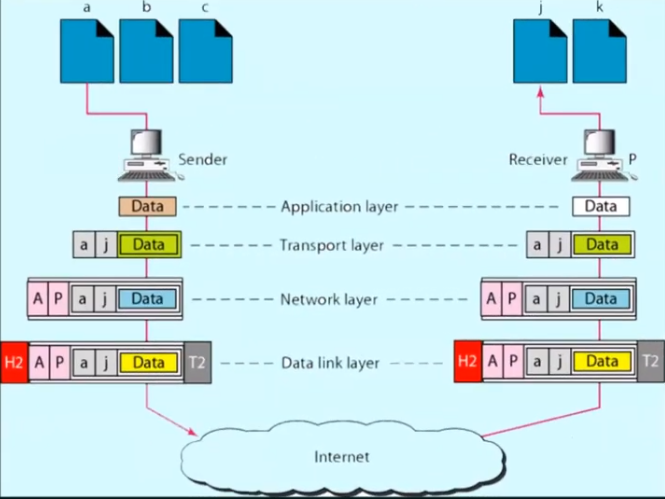 a b c j k
Sender Receiver P
Data Application layer Data
a j Data Transport layer a j Data
A P a j Data Network layer A P a j Data
H2 A P a j Data T2 Data link layer H2 A P a j Data T2
Internet